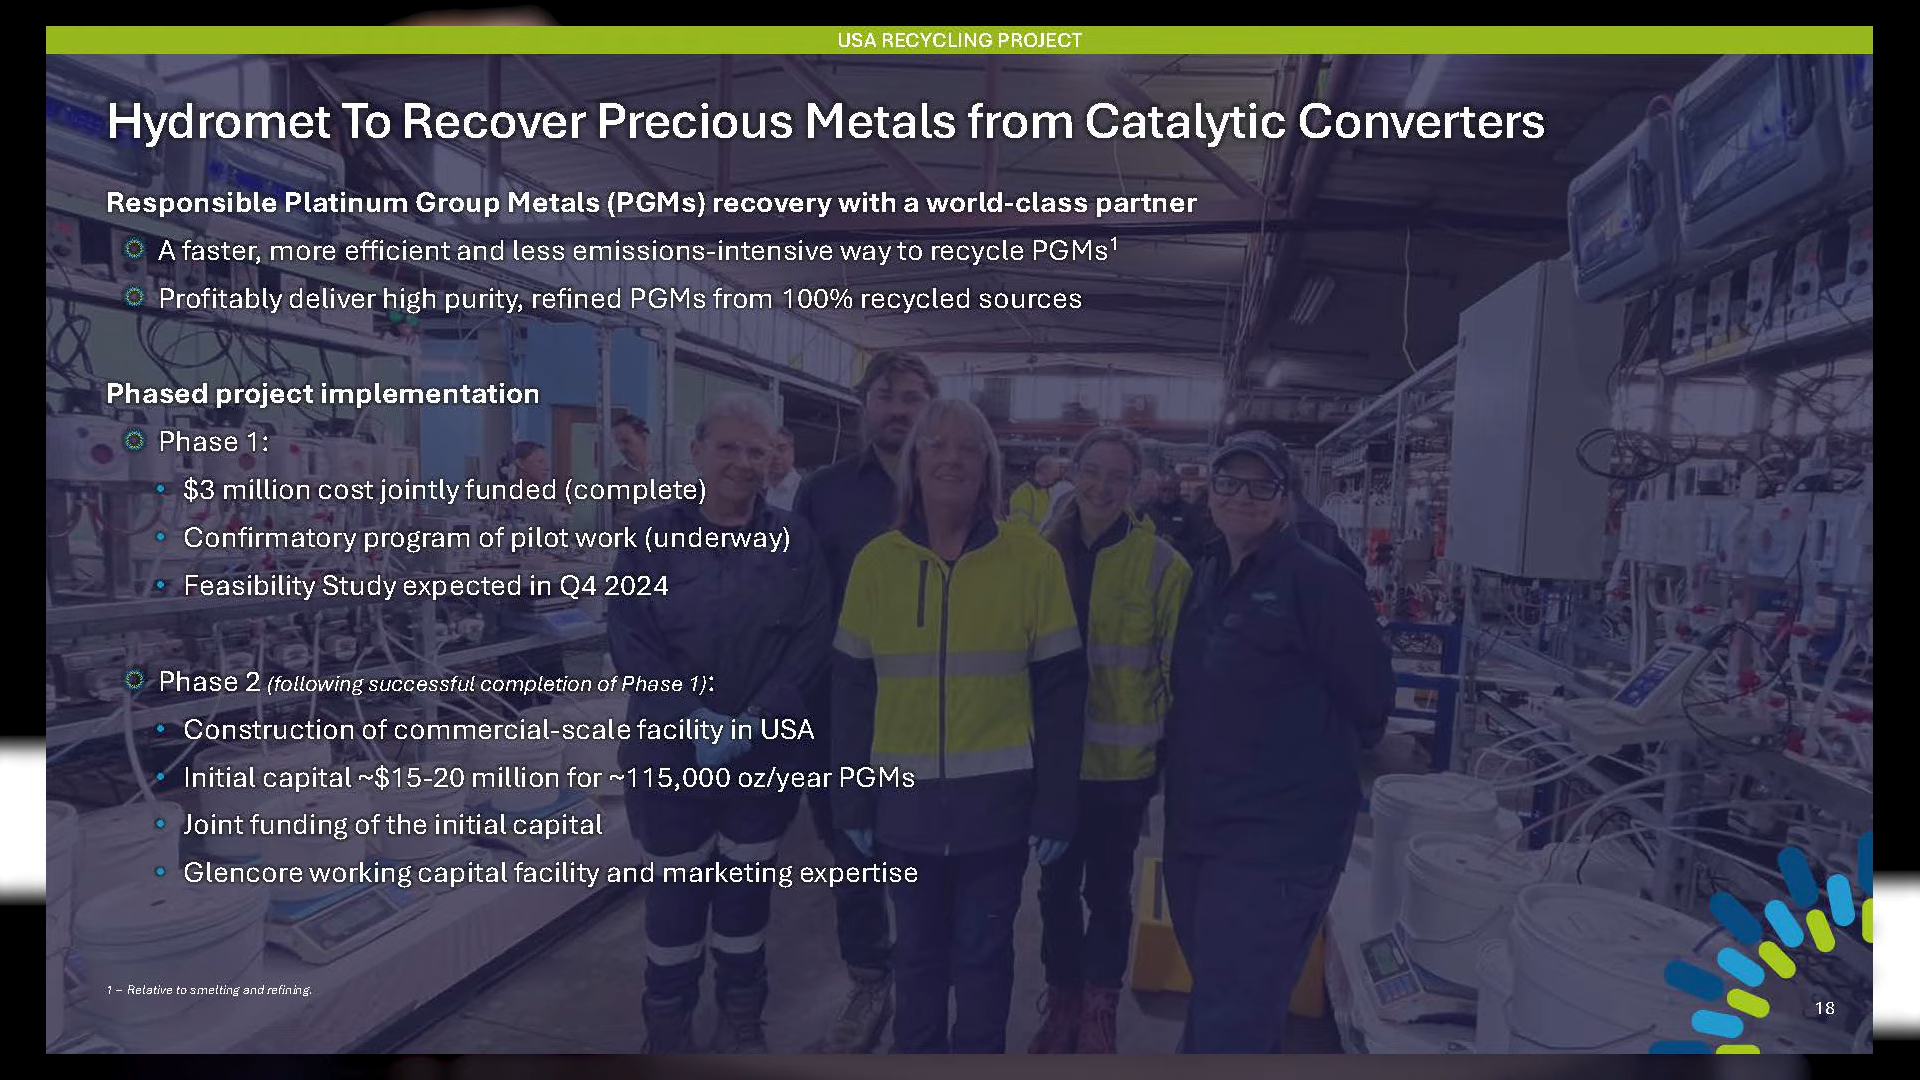 USA RECYCLING PROJECT
Hydromet To Recover Precious Metals from Catalytic Converters
Responsible Platinum Group Metals (PGMs) recovery with a world-class partner
A faster, more efficient and less emissions-intensive way to recycle PGMs¹
Profitably deliver high purity, refined PGMs from 100% recycled sources
Phased project implementation
Phase 1:
• $3 million cost jointly funded (complete)
• Confirmatory program of pilot work (underway)
• Feasibility Study expected in Q4 2024
Phase 2 (following successful completion of Phase 1):
• Construction of commercial-scale facility in USA
• Initial capital ~$15-20 million for ~115,000 oz/year PGMs
• Joint funding of the initial capital
• Glencore working capital facility and marketing expertise
1 – Relative to smelting and refining.
18